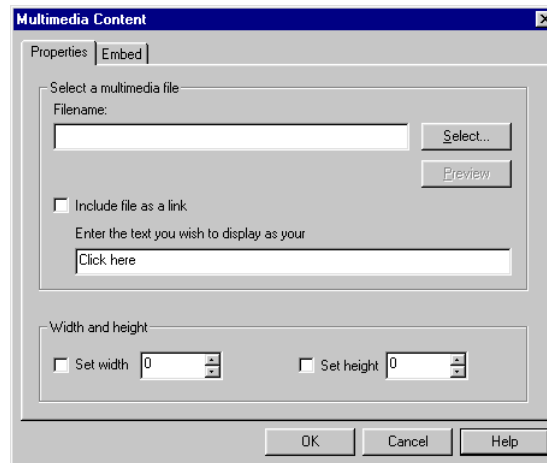 Multimedia Content
Properties Embed
Select a multimedia file
Filename:
Select...
Preview
Include file as a link
Enter the text you wish to display as your
Click here
Width and height
Set width 0 Set height 0
OK Cancel Help